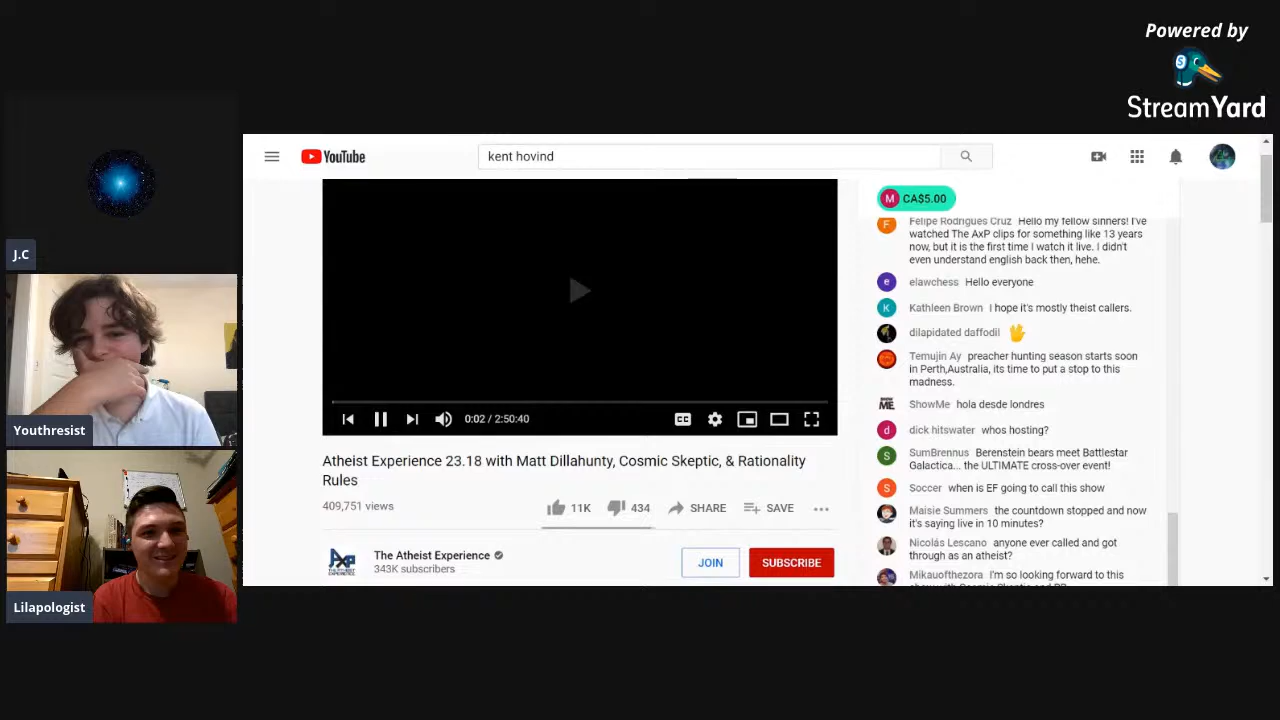 Powered by
StreamYard
J.C
Youthresist
Lilapologist
YouTube
kent hovind
0:02 / 2:50:40
CC
Atheist Experience 23.18 with Matt Dillahunty, Cosmic Skeptic, & Rationality
Rules
409,751 views
11K
434
SHARE
SAVE
The Atheist Experience
343K subscribers
JOIN
SUBSCRIBE
M CA$5.00
Felipe Rodrigues Cruz Hello my fellow sinners! I've
watched The AxP clips for something like 13 years
now, but it is the first time I watch it live. I didn't
even understand english back then, hehe.
elawchess Hello everyone
Kathleen Brown I hope it's mostly theist callers.
dilapidated daffodil
Temujin Ay preacher hunting season starts soon
in Perth,Australia, its time to put a stop to this
madness.
ShowMe hola desde londres
dick hitswater whos hosting?
SumBrennus Berenstein bears meet Battlestar
Galactica... the ULTIMATE cross-over event!
Soccer when is EF going to call this show
Maisie Summers the countdown stopped and now
it's saying live in 10 minutes?
Nicolás Lescano anyone ever called and got
through as an atheist?
Mikauofthezora I'm so looking forward to this